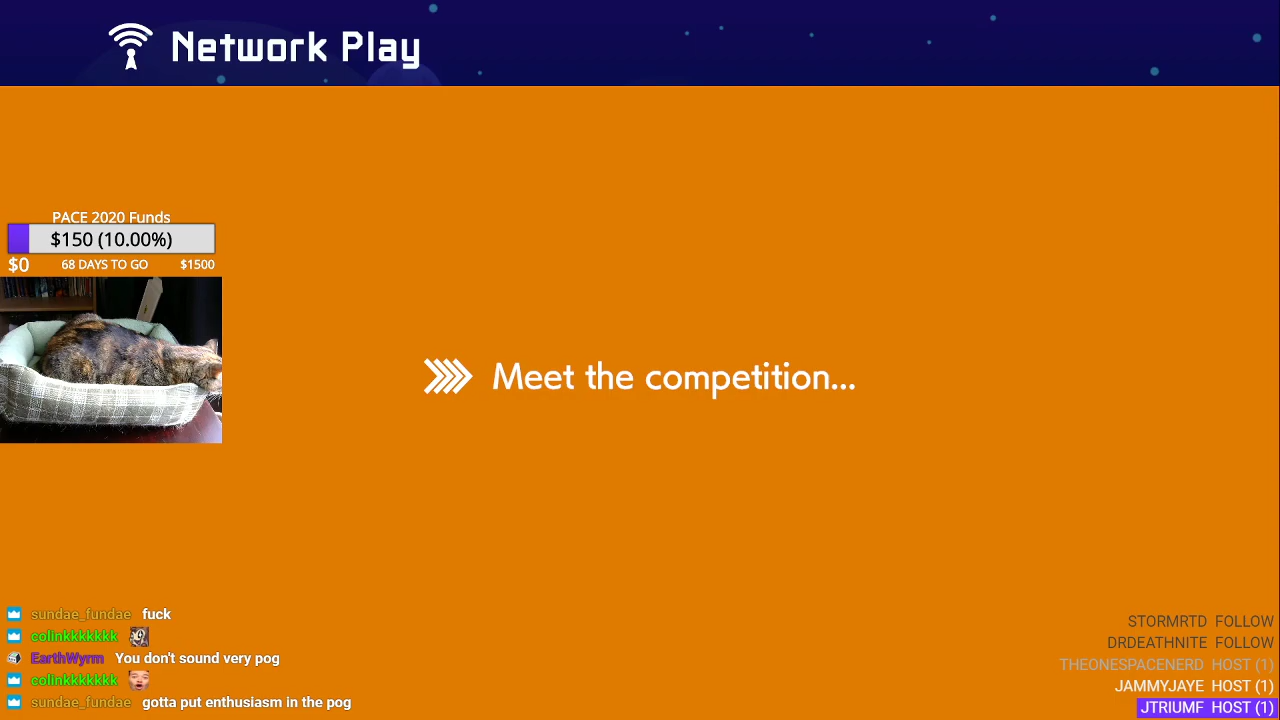 Network Play
PACE 2020 Funds
$150 (10.00%)
$0 68 DAYS TO GO $1500
Meet the competition...
sundae_fundae fuck
colinkkkkkkk
EarthWyrm You don't sound very pog
colinkkkkkkk
sundae_fundae gotta put enthusiasm in the pog
STORMRTD FOLLOW
DRDEATHNITE FOLLOW
THEONESPACENERD HOST (1)
JAMMYJAYE HOST (1)
JTRIUMF HOST (1)